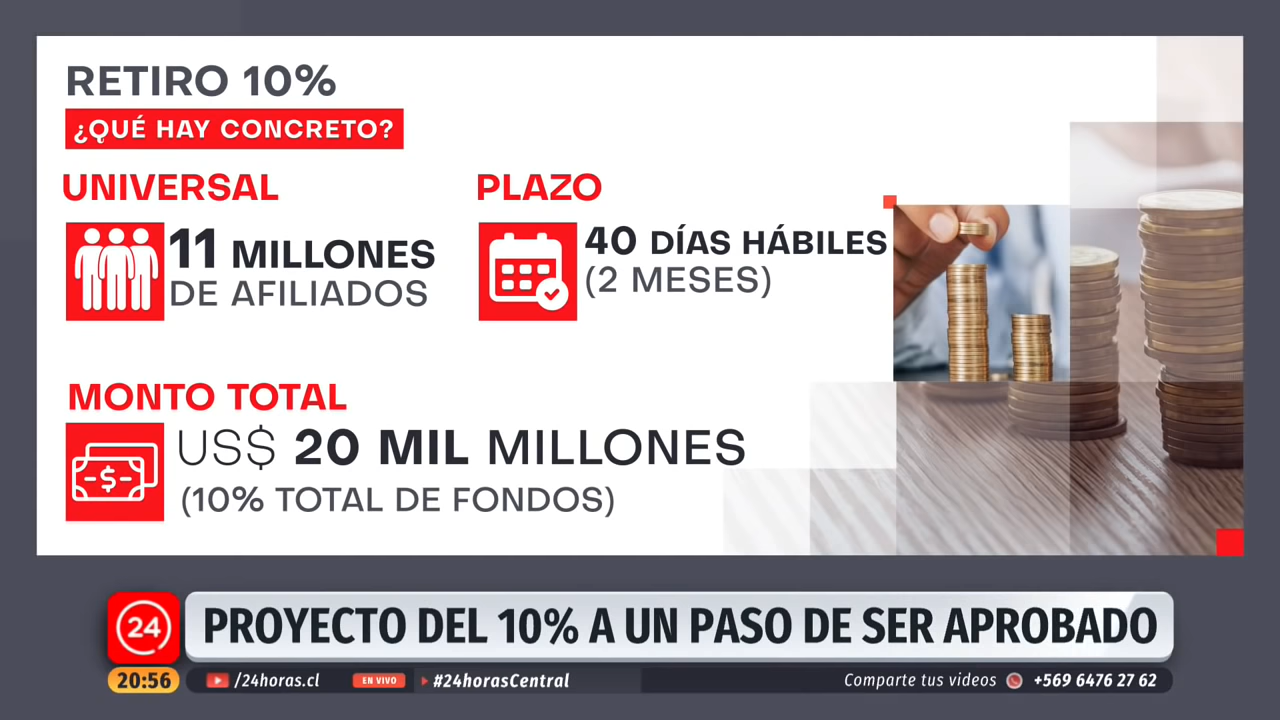 RETIRO 10%
¿QUÉ HAY CONCRETO?
UNIVERSAL
11 MILLONES
DE AFILIADOS
PLAZO
40 DÍAS HÁBILES
(2 MESES)
MONTO TOTAL
US$ 20 MIL MILLONES
(10% TOTAL DE FONDOS)
24
PROYECTO DEL 10% A UN PASO DE SER APROBADO
20:56
/24horas.cl
EN VIVO
#24horasCentral
Comparte tus videos
+569 6476 27 62